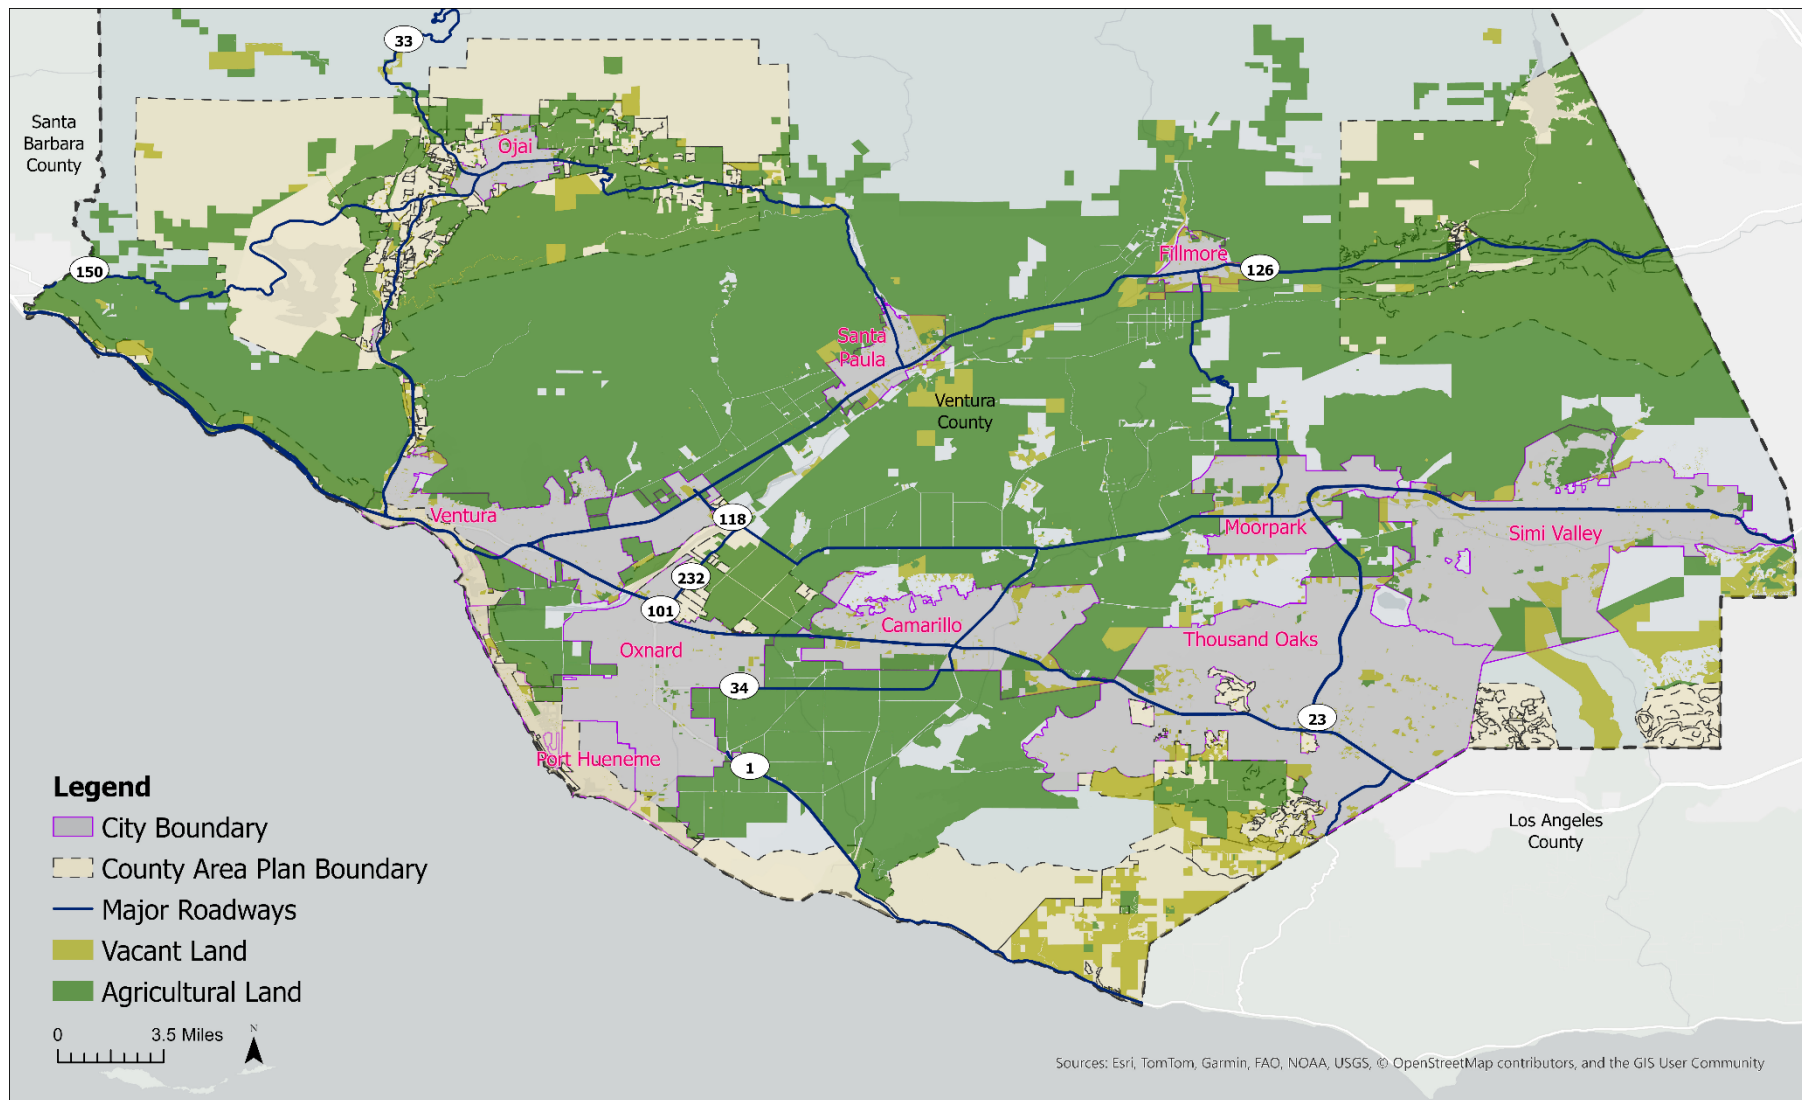 33
Santa
Barbara
County
Ojai
150
Fillmore
126
Santa
Paula
Ventura
County
Ventura
118
Moorpark
Simi Valley
232
101
Camarillo
Oxnard
Thousand Oaks
34
23
Port Hueneme
1
Los Angeles
County
Legend
City Boundary
County Area Plan Boundary
Major Roadways
Vacant Land
Agricultural Land
0 3.5 Miles
N
Sources: Esri, TomTom, Garmin, FAO, NOAA, USGS, © OpenStreetMap contributors, and the GIS User Community